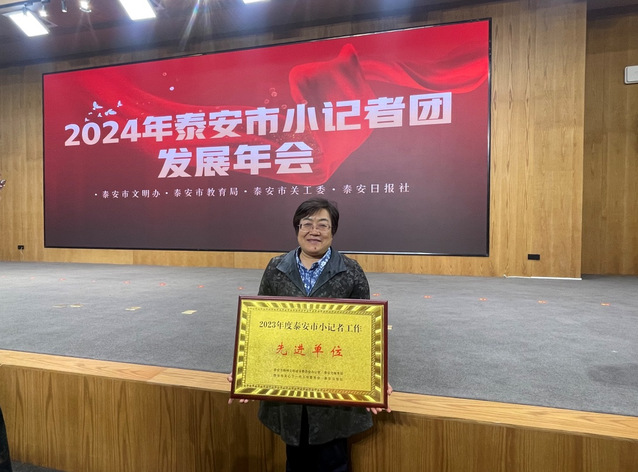 2024年泰安市小记者团
发展年会
·泰安市文明办·泰安市教育局·泰安市关工委·泰安日报社
2023年度泰安市小记者工作
先进单位